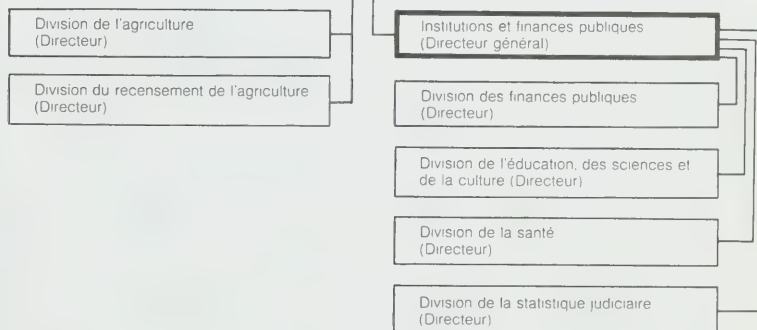 Division de l'agriculture
(Directeur)
Division du recensement de l'agriculture
(Directeur)
Institutions et finances publiques
(Directeur général)
Division des finances publiques
(Directeur)
Division de l'éducation, des sciences et
de la culture (Directeur)
Division de la santé
(Directeur)
Division de la statistique judiciaire
(Directeur)